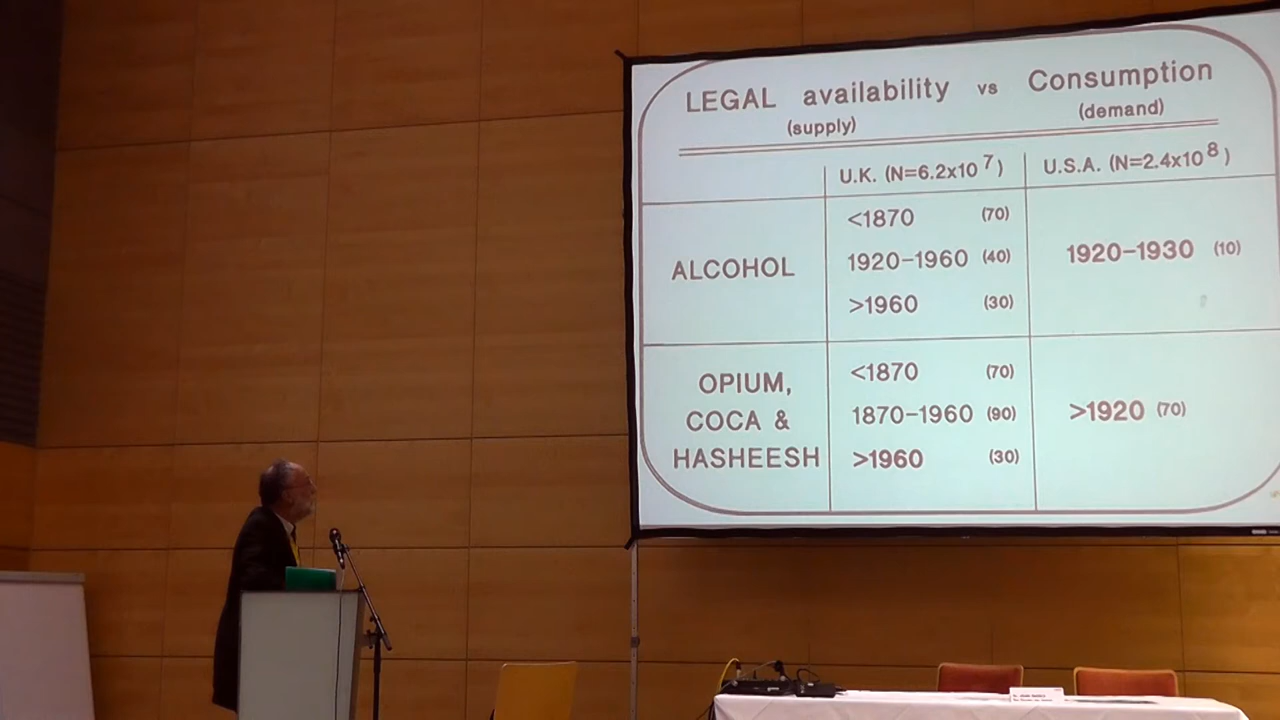 LEGAL availability vs Consumption
(supply) (demand)
U.K. (N=6.2x10⁷) U.S.A. (N=2.4x10⁸)
ALCOHOL
<1870 (70)
1920-1960 (40)
>1960 (30)
1920-1930 (10)
OPIUM,
COCA &
HASHEESH
<1870 (70)
1870-1960 (90)
>1960 (30)
>1920 (70)